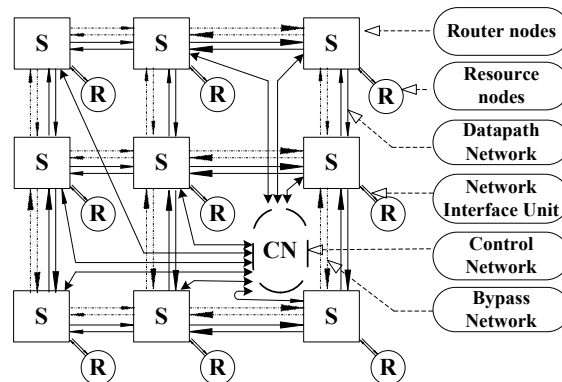 S
S
S
Router nodes
R
R
R
Resource
nodes
Datapath
Network
S
S
S
Network
Interface Unit
R
R
R
CN
Control
Network
Bypass
Network
S
S
S
R
R
R